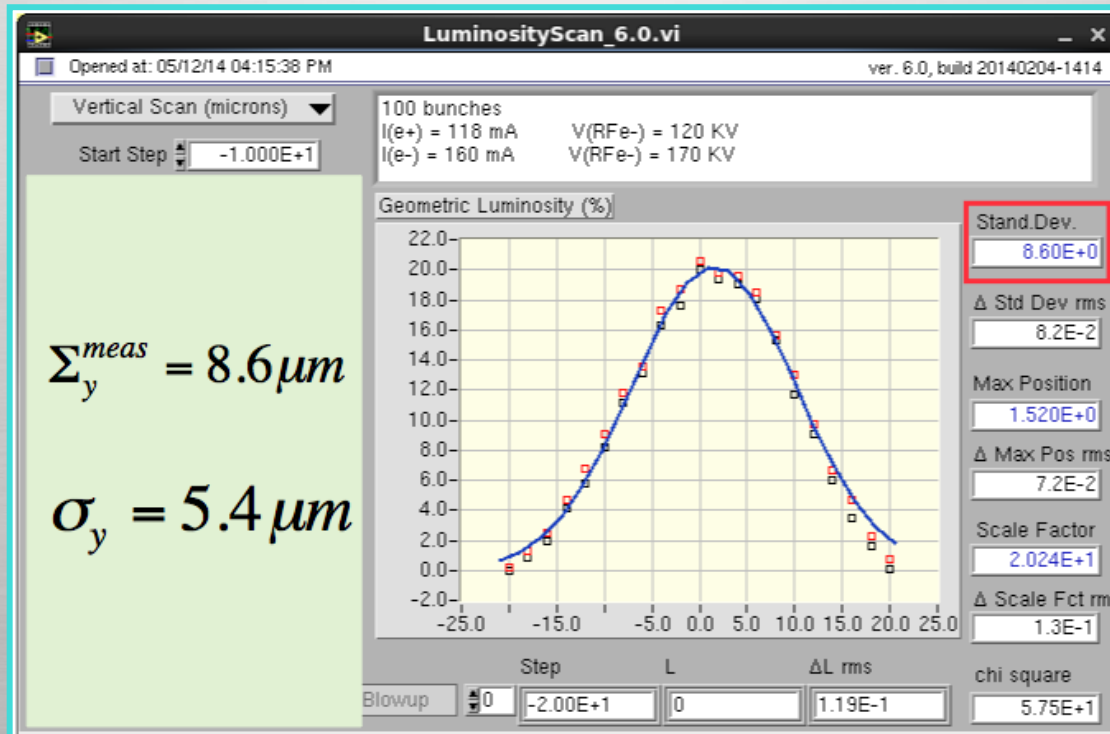 LuminosityScan_6.0.vi
Opened at: 05/12/14 04:15:38 PM
ver. 6.0, build 20140204-1414
Vertical Scan (microns)
Start Step -1.000E+1
100 bunches
I(e+) = 118 mA V(RFe-) = 120 KV
I(e-) = 160 mA V(RFe-) = 170 KV
Σ_y^meas = 8.6 μm
σ_y = 5.4 μm
Geometric Luminosity (%)
22.0
20.0
18.0
16.0
14.0
12.0
10.0
8.0
6.0
4.0
2.0
0.0
-2.0
-25.0 -15.0 -5.0 0.0 5.0 10.0 15.0 20.0 25.0
Stand.Dev.
8.60E+0
Δ Std Dev rms
8.2E-2
Max Position
1.520E+0
Δ Max Pos rms
7.2E-2
Scale Factor
2.024E+1
Δ Scale Fct rm
1.3E-1
chi square
5.75E+1
Step L ΔL rms
Blowup 0 -2.00E+1 0 1.19E-1